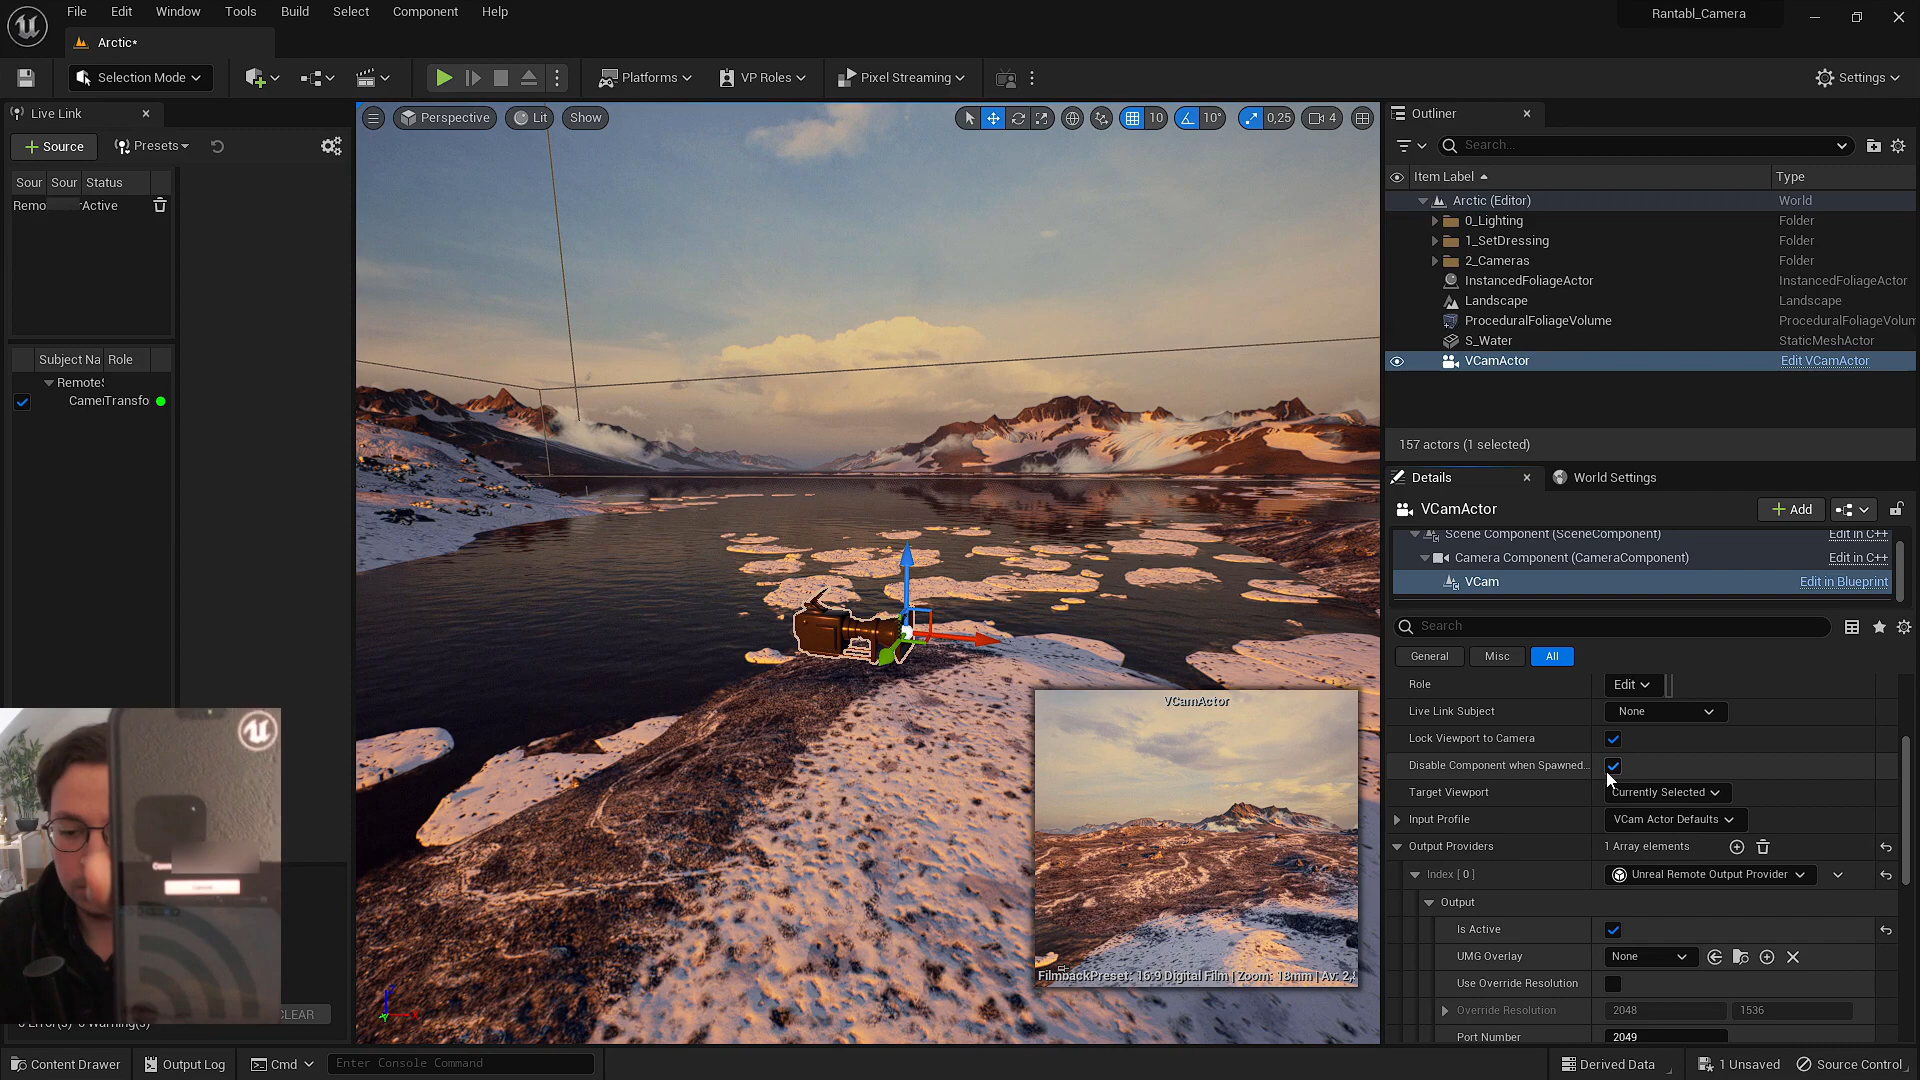 File Edit Window Tools Build Select Component Help
Rantabl_Camera
Arctic*
Selection Mode
Platforms
VP Roles
Pixel Streaming
Settings
Live Link
Source
Presets
Sour Sour Status
Remo Active
Subject Na Role
Remote
Camei Transfo
CLEAR
Perspective
Lit
Show
10
10°
0,25
4
VCamActor
FilmbackPreset: 16:9 Digital Film | Zoom: 18mm | Av: 2,
Outliner
Search...
Item Label Type
Arctic (Editor) World
0_Lighting Folder
1_SetDressing Folder
2_Cameras Folder
InstancedFoliageActor InstancedFoliageActor
Landscape Landscape
ProceduralFoliageVolume ProceduralFoliageVolum
S_Water StaticMeshActor
VCamActor Edit VCamActor
157 actors (1 selected)
Details World Settings
VCamActor
Add
Scene Component (SceneComponent) Edit in C++
Camera Component (CameraComponent) Edit in C++
VCam Edit in Blueprint
Search
General Misc All
Role Edit
Live Link Subject None
Lock Viewport to Camera
Disable Component when Spawned...
Target Viewport Currently Selected
Input Profile VCam Actor Defaults
Output Providers 1 Array elements
Index [ 0 ] Unreal Remote Output Provider
Output
Is Active
UMG Overlay None
Use Override Resolution
Override Resolution 2048 1536
Port Number 2049
Content Drawer Output Log Cmd Enter Console Command Derived Data 1 Unsaved Source Control